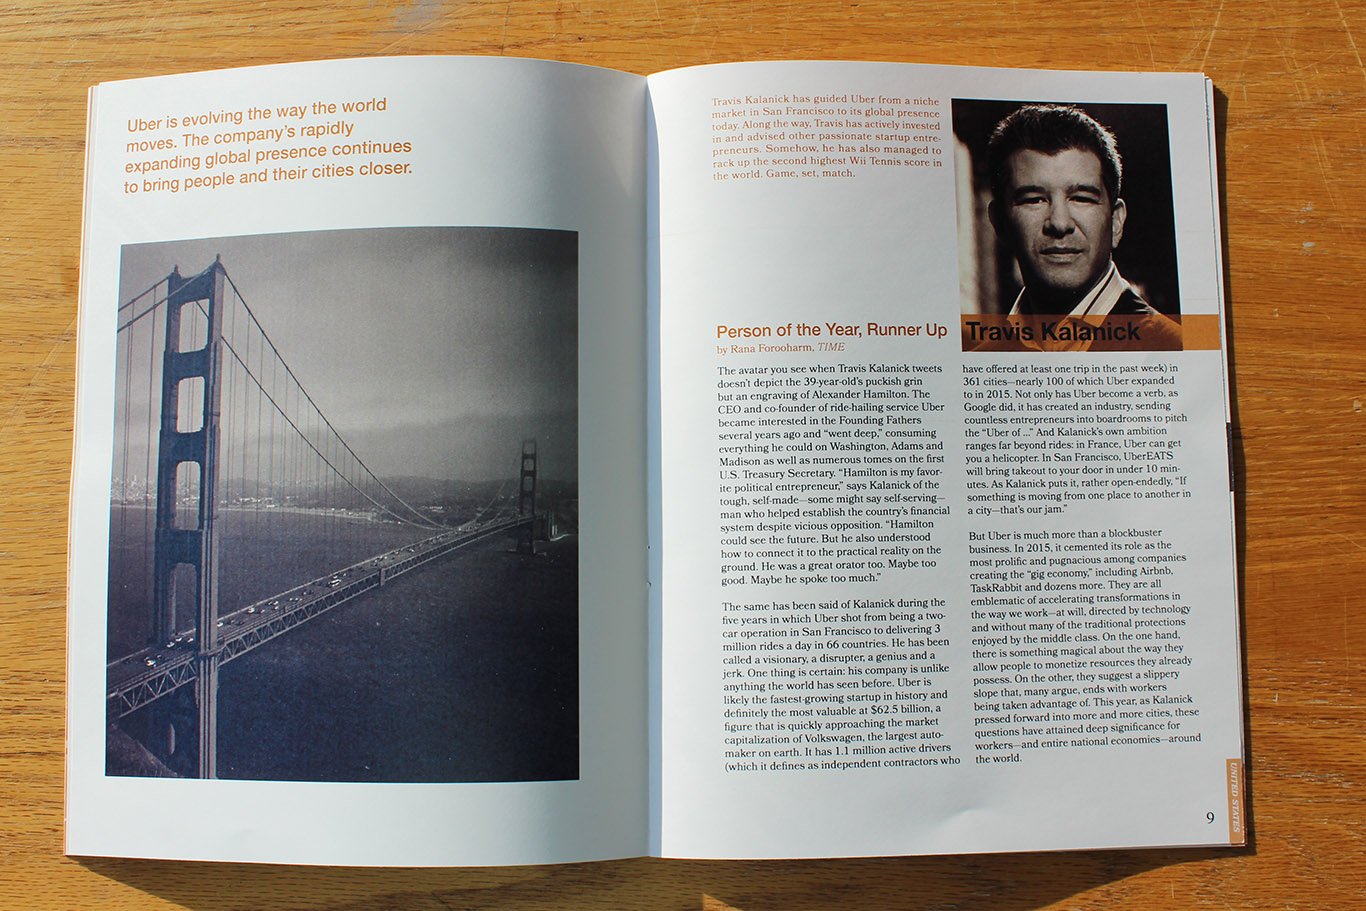 Uber is evolving the way the world
moves. The company's rapidly
expanding global presence continues
to bring people and their cities closer.
Travis Kalanick has guided Uber from a niche
market in San Francisco to its global presence
today. Along the way, Travis has actively invested
in and advised other passionate startup entre-
preneurs. Somehow, he has also managed to
rack up the second highest Wii Tennis score in
the world. Game, set, match.
Travis Kalanick
Person of the Year, Runner Up
by Rana Forooharm, TIME
The avatar you see when Travis Kalanick tweets
doesn't depict the 39-year-old's puckish grin
but an engraving of Alexander Hamilton. The
CEO and co-founder of ride-hailing service Uber
became interested in the Founding Fathers
several years ago and "went deep," consuming
everything he could on Washington, Adams and
Madison as well as numerous tomes on the first
U.S. Treasury Secretary. "Hamilton is my favor-
ite political entrepreneur," says Kalanick of the
tough, self-made—some might say self-serving—
man who helped establish the country's financial
system despite vicious opposition. "Hamilton
could see the future. But he also understood
how to connect it to the practical reality on the
ground. He was a great orator too. Maybe too
good. Maybe he spoke too much."
The same has been said of Kalanick during the
five years in which Uber shot from being a two-
car operation in San Francisco to delivering 3
million rides a day in 66 countries. He has been
called a visionary, a disrupter, a genius and a
jerk. One thing is certain: his company is unlike
anything the world has seen before. Uber is
likely the fastest-growing startup in history and
definitely the most valuable at $62.5 billion, a
figure that is quickly approaching the market
capitalization of Volkswagen, the largest auto-
maker on earth. It has 1.1 million active drivers
(which it defines as independent contractors who
have offered at least one trip in the past week) in
361 cities—nearly 100 of which Uber expanded
to in 2015. Not only has Uber become a verb, as
Google did, it has created an industry, sending
countless entrepreneurs into boardrooms to pitch
the "Uber of ..." And Kalanick's own ambition
ranges far beyond rides: in France, Uber can get
you a helicopter. In San Francisco, UberEATS
will bring takeout to your door in under 10 min-
utes. As Kalanick puts it, rather open-endedly, "If
something is moving from one place to another in
a city—that's our jam."
But Uber is much more than a blockbuster
business. In 2015, it cemented its role as the
most prolific and pugnacious among companies
creating the "gig economy," including Airbnb,
TaskRabbit and dozens more. They are all
emblematic of accelerating transformations in
the way we work—at will, directed by technology
and without many of the traditional protections
enjoyed by the middle class. On the one hand,
there is something magical about the way they
allow people to monetize resources they already
possess. On the other, they suggest a slippery
slope that, many argue, ends with workers
being taken advantage of. This year, as Kalanick
pressed forward into more and more cities, these
questions have attained deep significance for
workers—and entire national economies—around
the world.
UNITED STATES
9